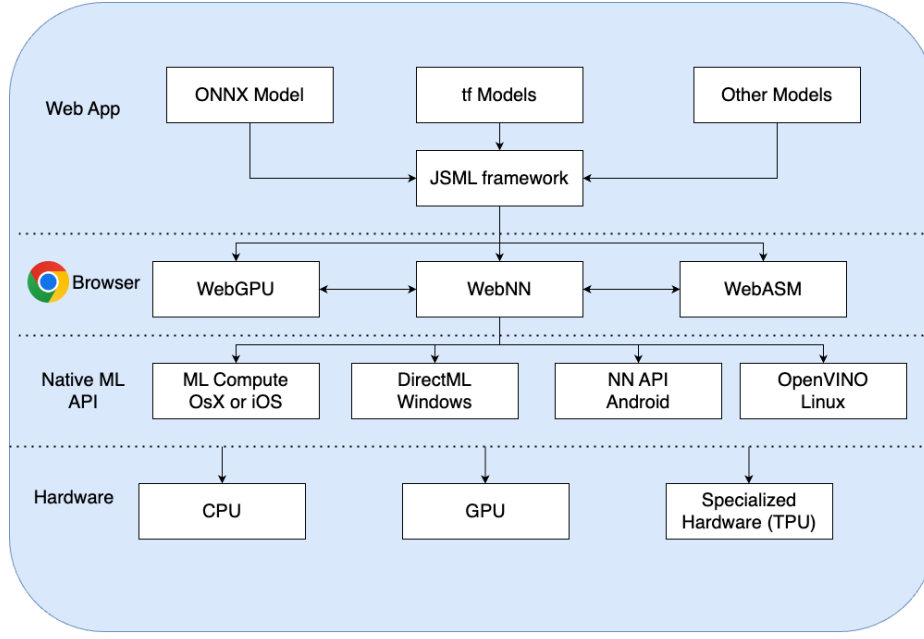 ONNX Model
tf Models
Other Models
Web App
JSML framework
Browser
WebGPU
WebNN
WebASM
Native ML
API
ML Compute
OsX or iOS
DirectML
Windows
NN API
Android
OpenVINO
Linux
Hardware
CPU
GPU
Specialized
Hardware (TPU)